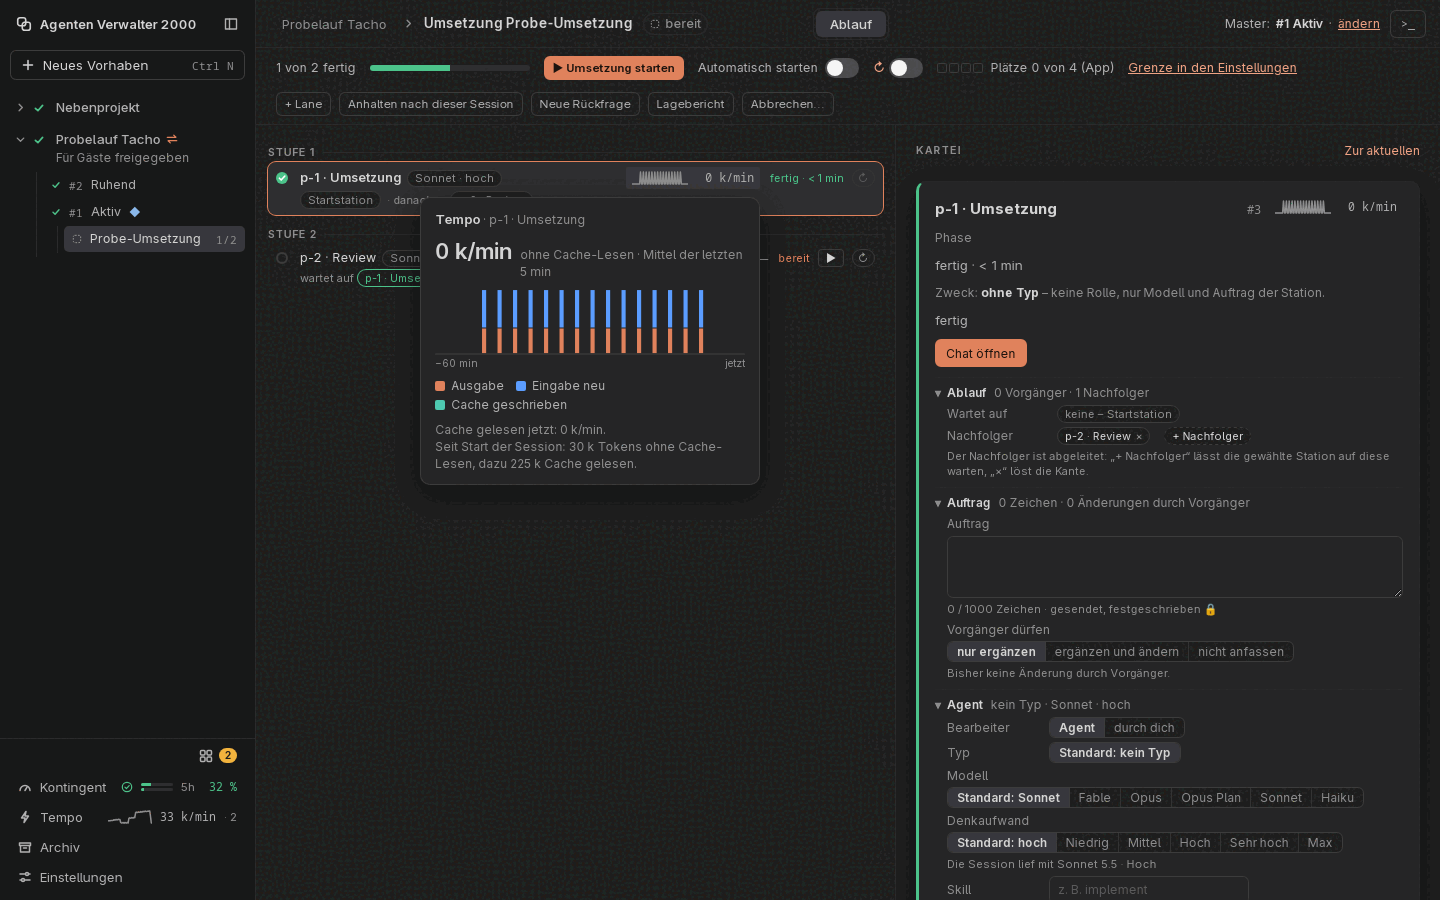 Agenten Verwalter 2000
Neues Vorhaben Ctrl N
Nebenprojekt
Probelauf Tacho
Für Gäste freigegeben
#2 Ruhend
#1 Aktiv
Probe-Umsetzung 1/2
2
Kontingent 5h 32 %
Tempo 33 k/min · 2
Archiv
Einstellungen
Probelauf Tacho › Umsetzung Probe-Umsetzung bereit
Ablauf
Master: #1 Aktiv · ändern >_
1 von 2 fertig
▶ Umsetzung starten
Automatisch starten
Plätze 0 von 4 (App)
Grenze in den Einstellungen
+ Lane
Anhalten nach dieser Session
Neue Rückfrage
Lagebericht
Abbrechen…
STUFE 1
p-1 · Umsetzung Sonnet · hoch 0 k/min fertig · < 1 min
Startstation · danac
STUFE 2
p-2 · Review Sonn bereit
wartet auf p-1 · Umse
Tempo · p-1 · Umsetzung
0 k/min ohne Cache-Lesen · Mittel der letzten
5 min
−60 min jetzt
Ausgabe Eingabe neu
Cache geschrieben
Cache gelesen jetzt: 0 k/min.
Seit Start der Session: 30 k Tokens ohne Cache-
Lesen, dazu 225 k Cache gelesen.
KARTEI Zur aktuellen
p-1 · Umsetzung #3 0 k/min
Phase
fertig · < 1 min
Zweck: ohne Typ – keine Rolle, nur Modell und Auftrag der Station.
fertig
Chat öffnen
▾ Ablauf 0 Vorgänger · 1 Nachfolger
Wartet auf keine – Startstation
Nachfolger p-2 · Review × + Nachfolger
Der Nachfolger ist abgeleitet: „+ Nachfolger“ lässt die gewählte Station auf diese
warten, „×“ löst die Kante.
▾ Auftrag 0 Zeichen · 0 Änderungen durch Vorgänger
Auftrag
0 / 1000 Zeichen · gesendet, festgeschrieben 🔒
Vorgänger dürfen
nur ergänzen ergänzen und ändern nicht anfassen
Bisher keine Änderung durch Vorgänger.
▾ Agent kein Typ · Sonnet · hoch
Bearbeiter Agent durch dich
Typ Standard: kein Typ
Modell
Standard: Sonnet Fable Opus Opus Plan Sonnet Haiku
Denkaufwand
Standard: hoch Niedrig Mittel Hoch Sehr hoch Max
Die Session lief mit Sonnet 5.5 · Hoch
Skill z. B. implement